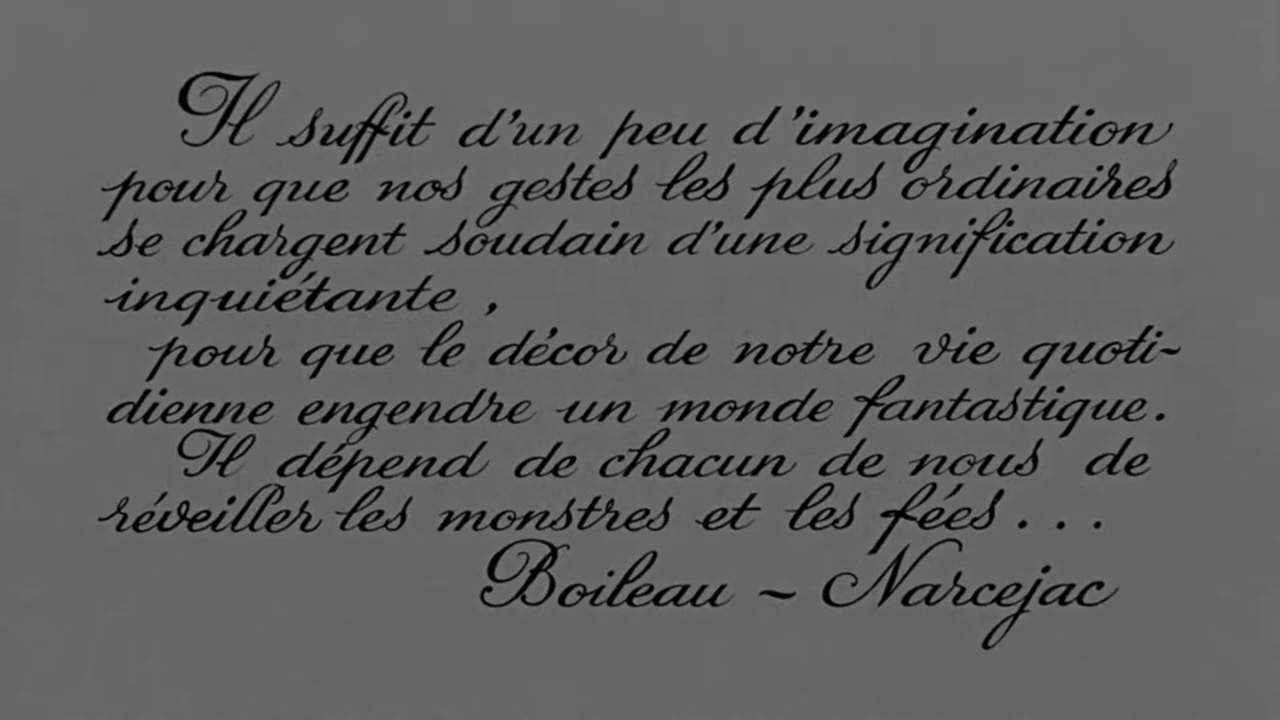 Il suffit d'un peu d'imagination
pour que nos gestes les plus ordinaires
se chargent soudain d'une signification
inquiétante ,
pour que le décor de notre vie quoti-
dienne engendre un monde fantastique.
Il dépend de chacun de nous de
réveiller les monstres et les fées . . .
Boileau ~ Narcejac